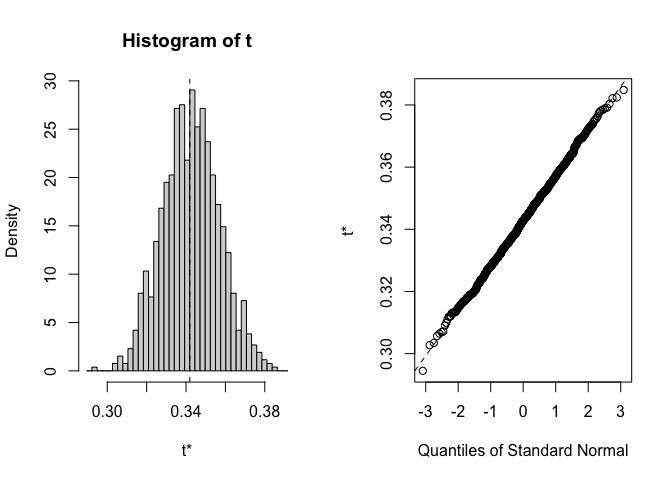 Histogram of t
Density
0 5 10 15 20 25 30
0.30 0.34 0.38
t*
t*
0.30 0.32 0.34 0.36 0.38
-3 -2 -1 0 1 2 3
Quantiles of Standard Normal